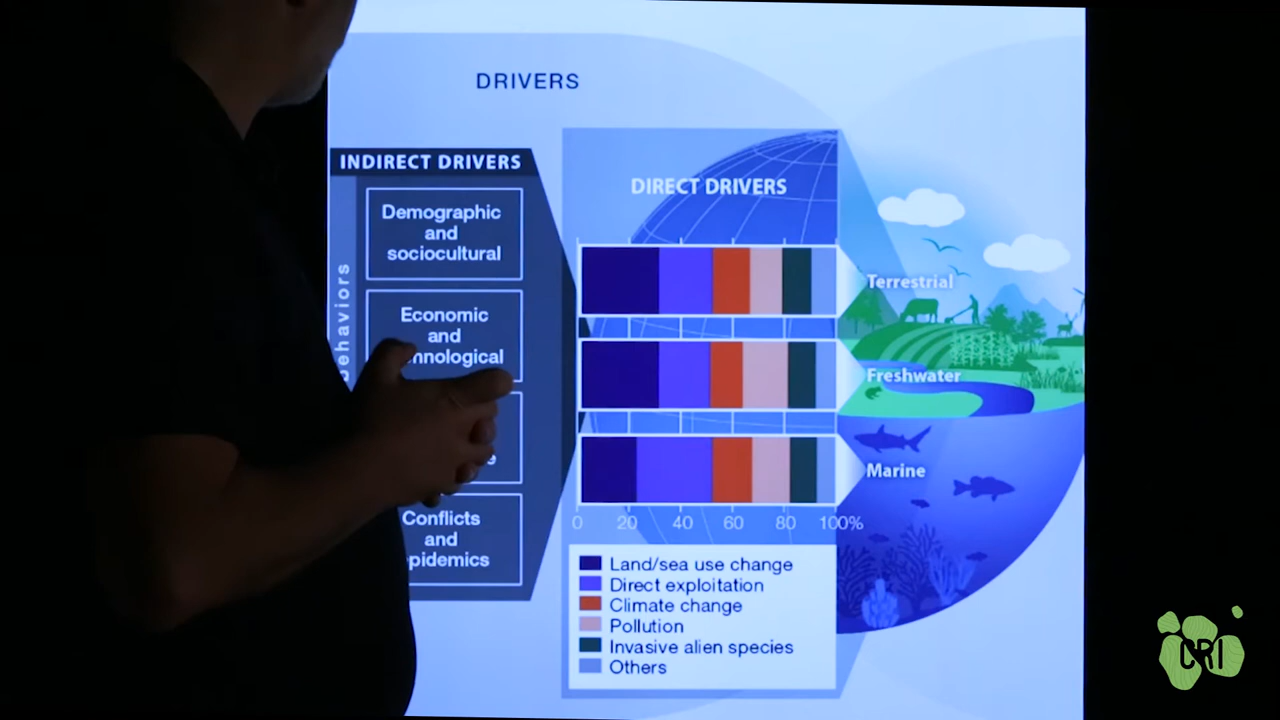 DRIVERS
INDIRECT DRIVERS
Demographic
and
sociocultural
Economic
and
Conflicts
and
DIRECT DRIVERS
Terrestrial
Freshwater
Marine
0 20 40 60 80 100%
Land/sea use change
Direct exploitation
Climate change
Pollution
Invasive alien species
Others
CRI